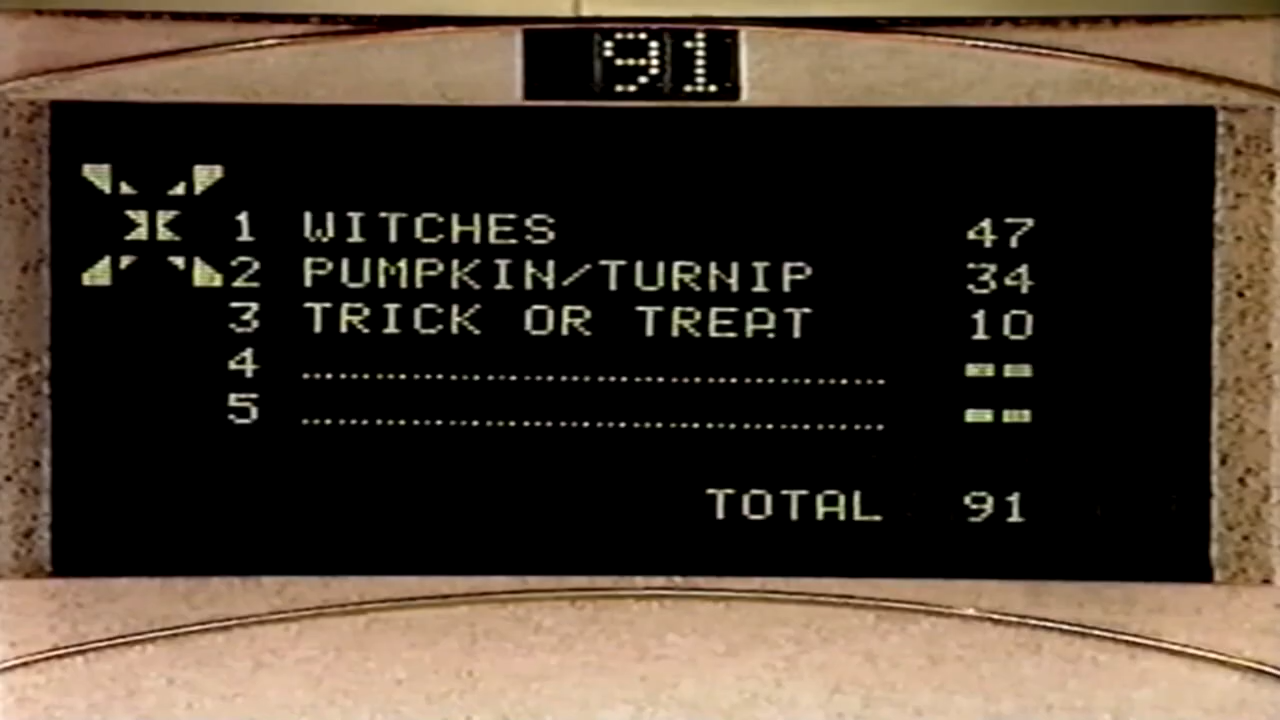 91
1 WITCHES 47
2 PUMPKIN/TURNIP 34
3 TRICK OR TREAT 10
4
5
TOTAL 91